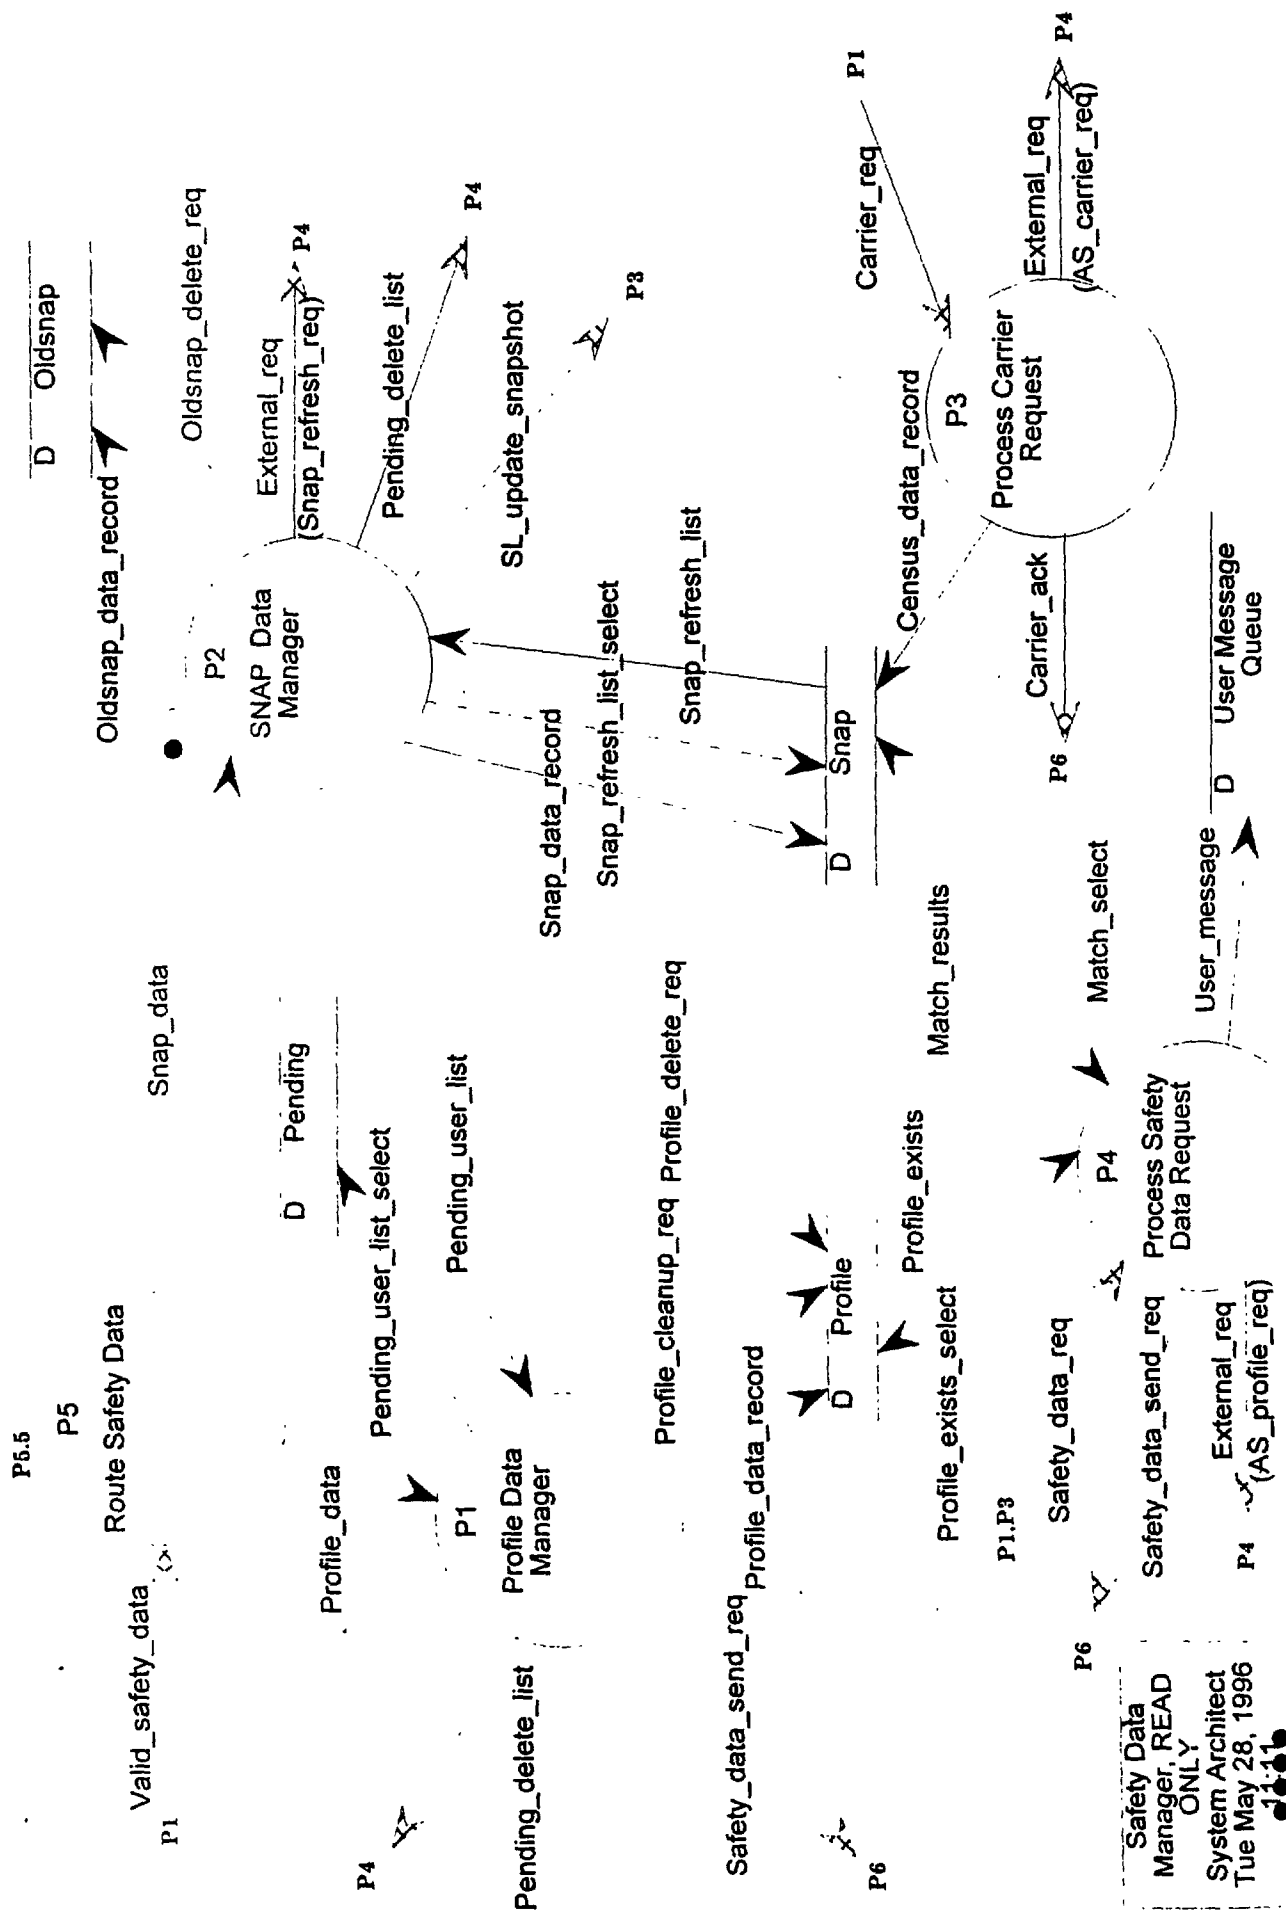 P5.5
P5
Route Safety Data
Valid_safety_data
P1
Snap_data
Oldsnap_data_record
D Oldsnap
Oldsnap_delete_req
P2
SNAP Data
Manager
External_req
(Snap_refresh_req)
P4
Pending_delete_list
P4
SL_update_snapshot
P3
D Pending
Pending_user_list_select
Pending_user_list
Profile_data
P4
P1
Profile Data
Manager
Pending_delete_list
Snap_data_record
Snap_refresh_list_select
Snap_refresh_list
Profile_cleanup_req
Profile_delete_req
Safety_data_send_req
Profile_data_record
P6
D Profile
D Snap
Census_data_record
Carrier_req
P1
Profile_exists_select
Profile_exists
Match_results
P3
Process Carrier
Request
P1.P3
Safety_data_req
P6
Carrier_ack
P6
External_req
(AS_carrier_req)
P4
Match_select
P4
Process Safety
Data Request
Safety_data_send_req
External_req
(AS_profile_req)
P4
User_message
D User Message
Queue
Safety Data
Manager, READ
ONLY
System Architect
Tue May 28, 1996
11:11